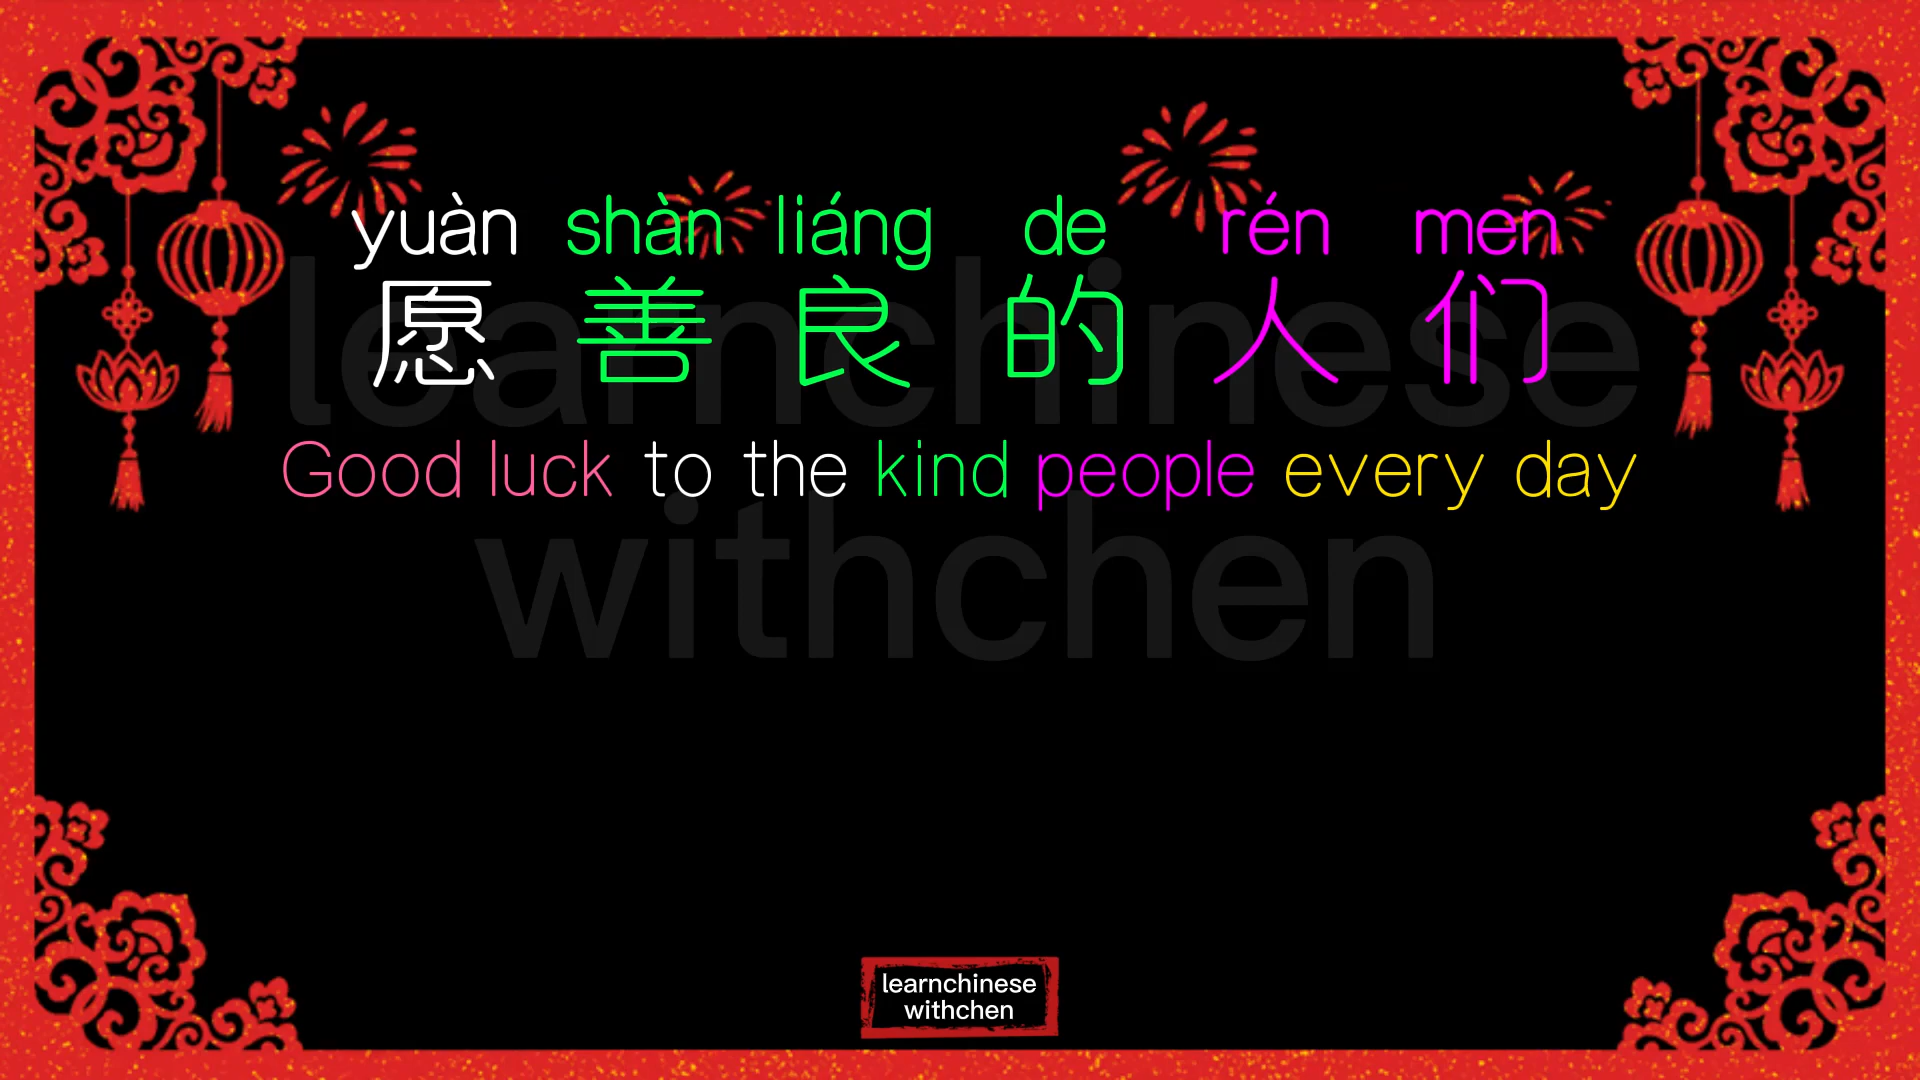 yuàn shàn liáng de rén men
愿善良的人们
Good luck to the kind people every day
learnchinese
withchen
learnchinese
withchen